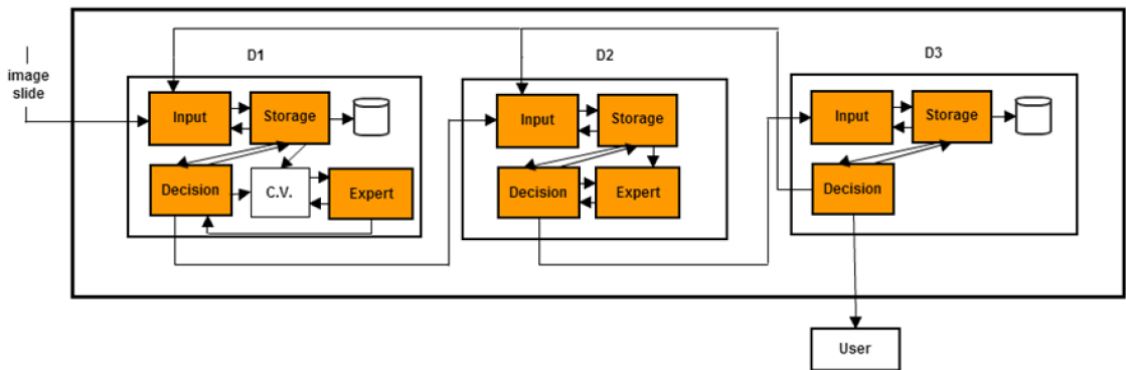 D1
D2
D3
image
slide
Input
Storage
Input
Storage
Input
Storage
Decision
C.V.
Expert
Decision
Expert
Decision
User